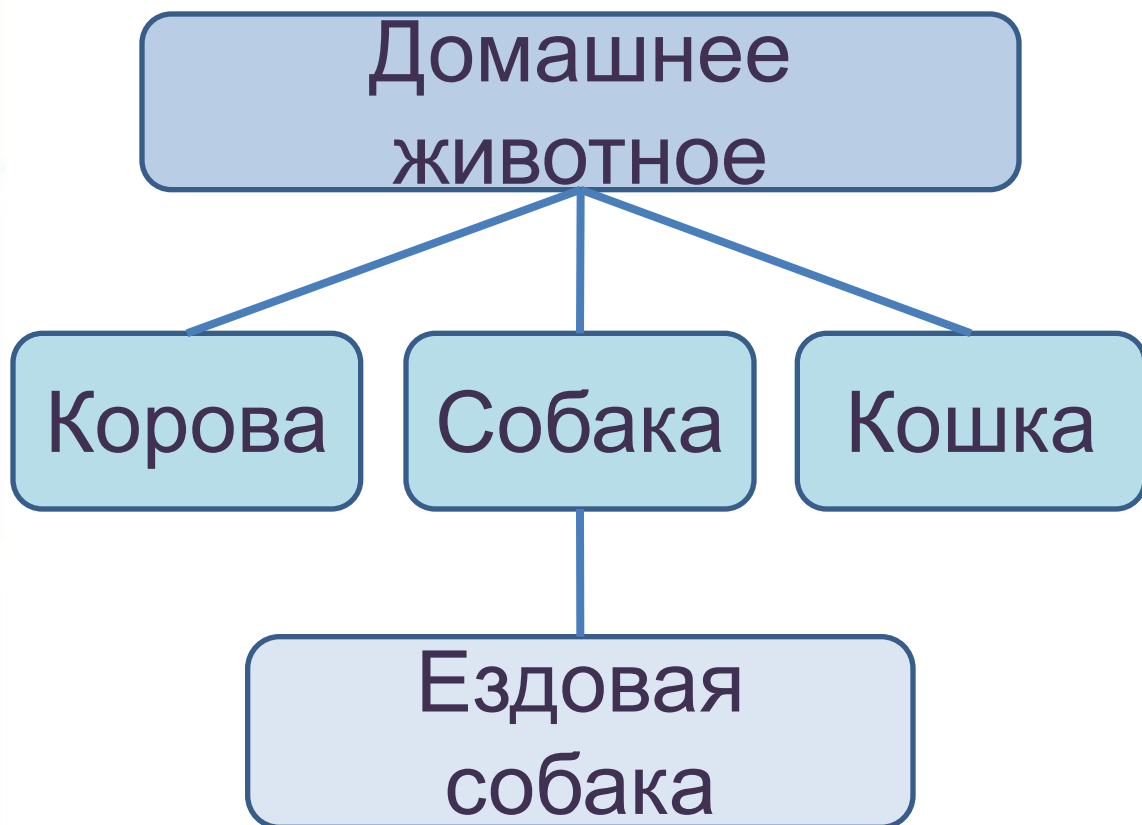 Домашнее
животное
Корова
Собака
Кошка
Ездовая
собака